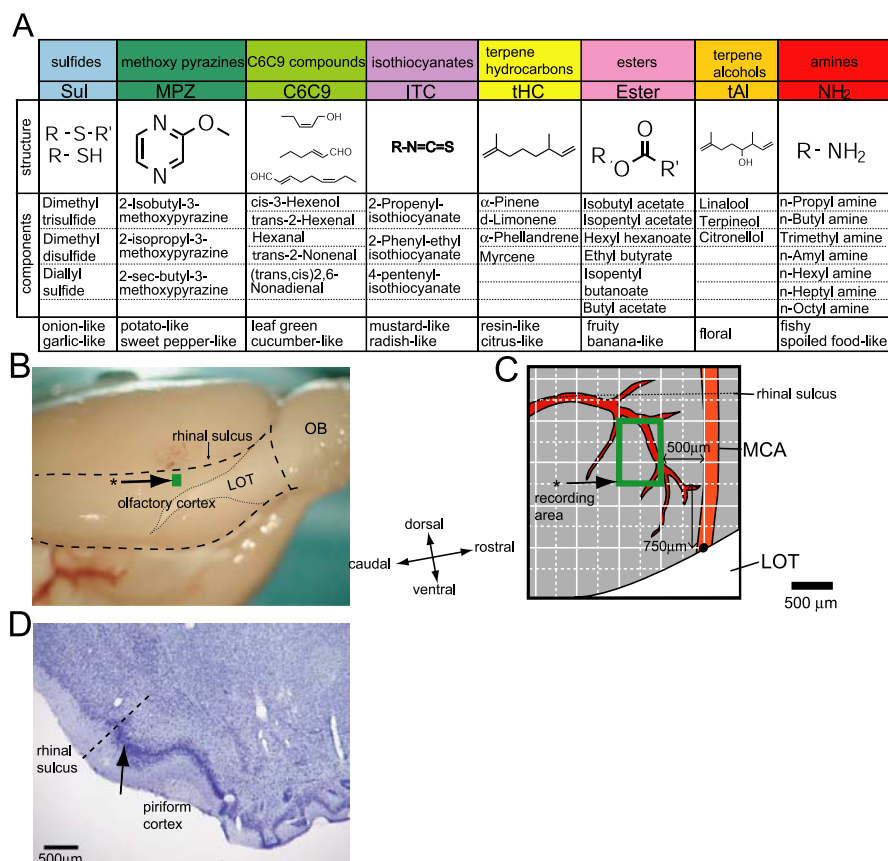 A
sulfides
methoxy pyrazines
C6C9 compounds
isothiocyanates
terpene
hydrocarbons
esters
terpene
alcohols
amines
Sul
MPZ
C6C9
ITC
tHC
Ester
tAl
NH₂
structure
R-S-R'
R-SH
N
N
O
OH
CHO
OHC
R-N=C=S
O
R
O
R'
OH
R-NH₂
components
Dimethyl
trisulfide
Dimethyl
disulfide
Diallyl
sulfide
2-Isobutyl-3-
methoxypyrazine
2-isopropyl-3-
methoxypyrazine
2-sec-butyl-3-
methoxypyrazine
cis-3-Hexenol
trans-2-Hexenal
Hexanal
trans-2-Nonenal
(trans,cis)2,6-
Nonadienal
2-Propenyl-
isothiocyanate
2-Phenyl-ethyl
isothiocyanate
4-pentenyl-
isothiocyanate
α-Pinene
d-Limonene
α-Phellandrene
Myrcene
Isobutyl acetate
Isopentyl acetate
Hexyl hexanoate
Ethyl butyrate
Isopentyl
butanoate
Butyl acetate
Linalool
Terpineol
Citronellol
n-Propyl amine
n-Butyl amine
Trimethyl amine
n-Amyl amine
n-Hexyl amine
n-Heptyl amine
n-Octyl amine
onion-like
garlic-like
potato-like
sweet pepper-like
leaf green
cucumber-like
mustard-like
radish-like
resin-like
citrus-like
fruity
banana-like
floral
fishy
spoiled food-like
B
OB
rhinal sulcus
LOT
*
olfactory cortex
dorsal
caudal
rostral
ventral
C
rhinal sulcus
500μm
MCA
*
recording
area
750μm
LOT
500 μm
D
rhinal
sulcus
piriform
cortex
500μm